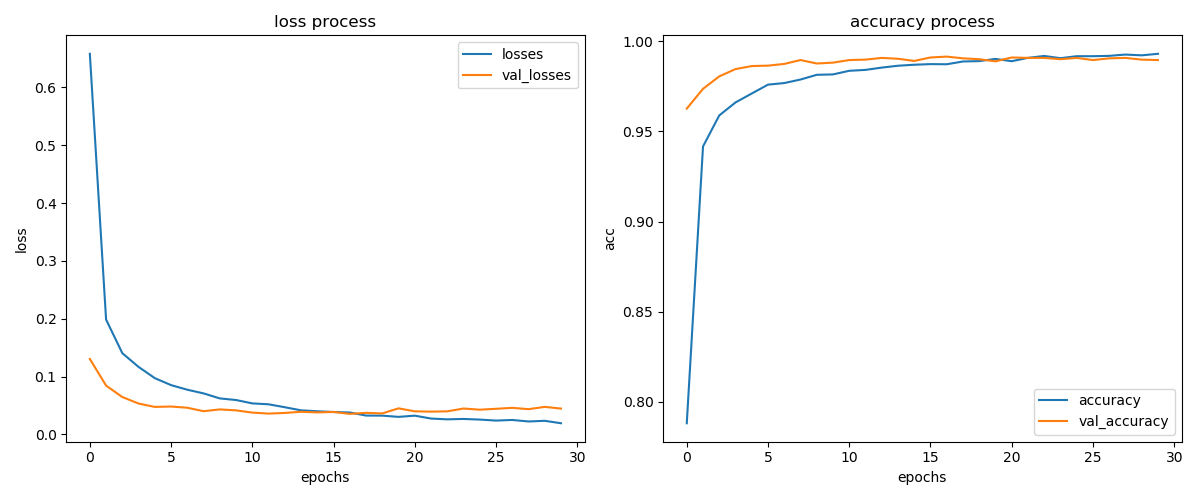 loss process
losses
val_losses
0.6
0.5
0.4
0.3
0.2
0.1
0.0
loss
0 5 10 15 20 25 30
epochs
accuracy process
1.00
0.95
0.90
0.85
0.80
acc
accuracy
val_accuracy
0 5 10 15 20 25 30
epochs